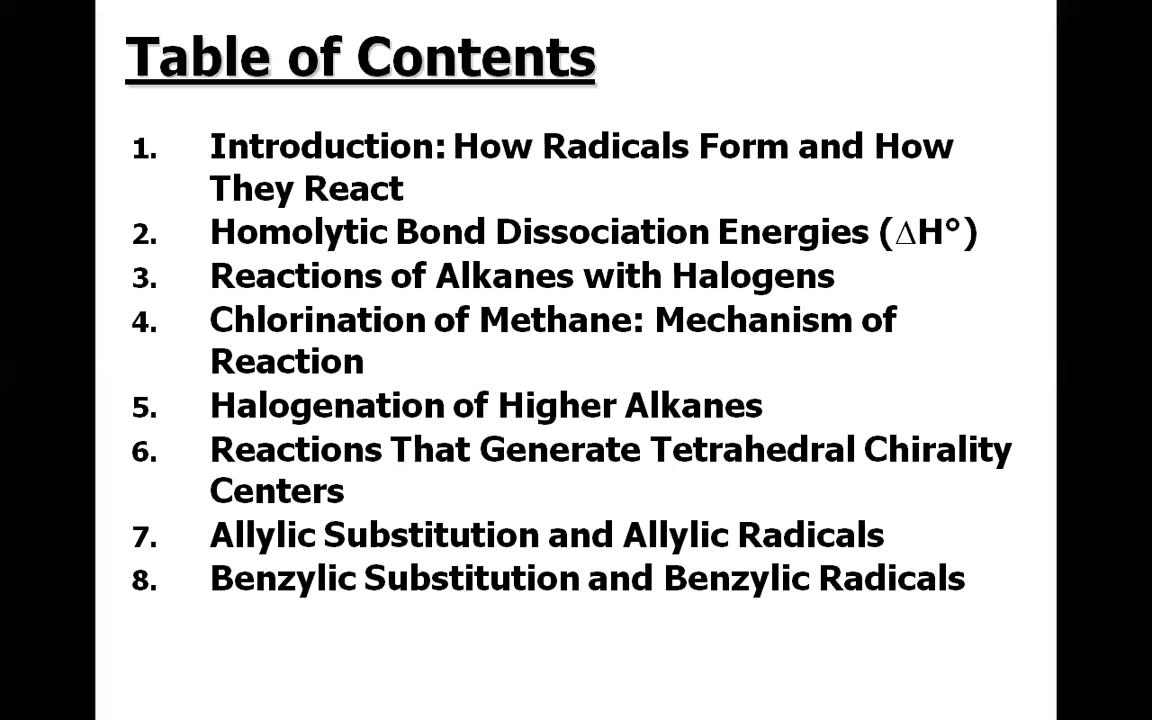 Table of Contents
1. Introduction: How Radicals Form and How
They React
2. Homolytic Bond Dissociation Energies (∆H°)
3. Reactions of Alkanes with Halogens
4. Chlorination of Methane: Mechanism of
Reaction
5. Halogenation of Higher Alkanes
6. Reactions That Generate Tetrahedral Chirality
Centers
7. Allylic Substitution and Allylic Radicals
8. Benzylic Substitution and Benzylic Radicals